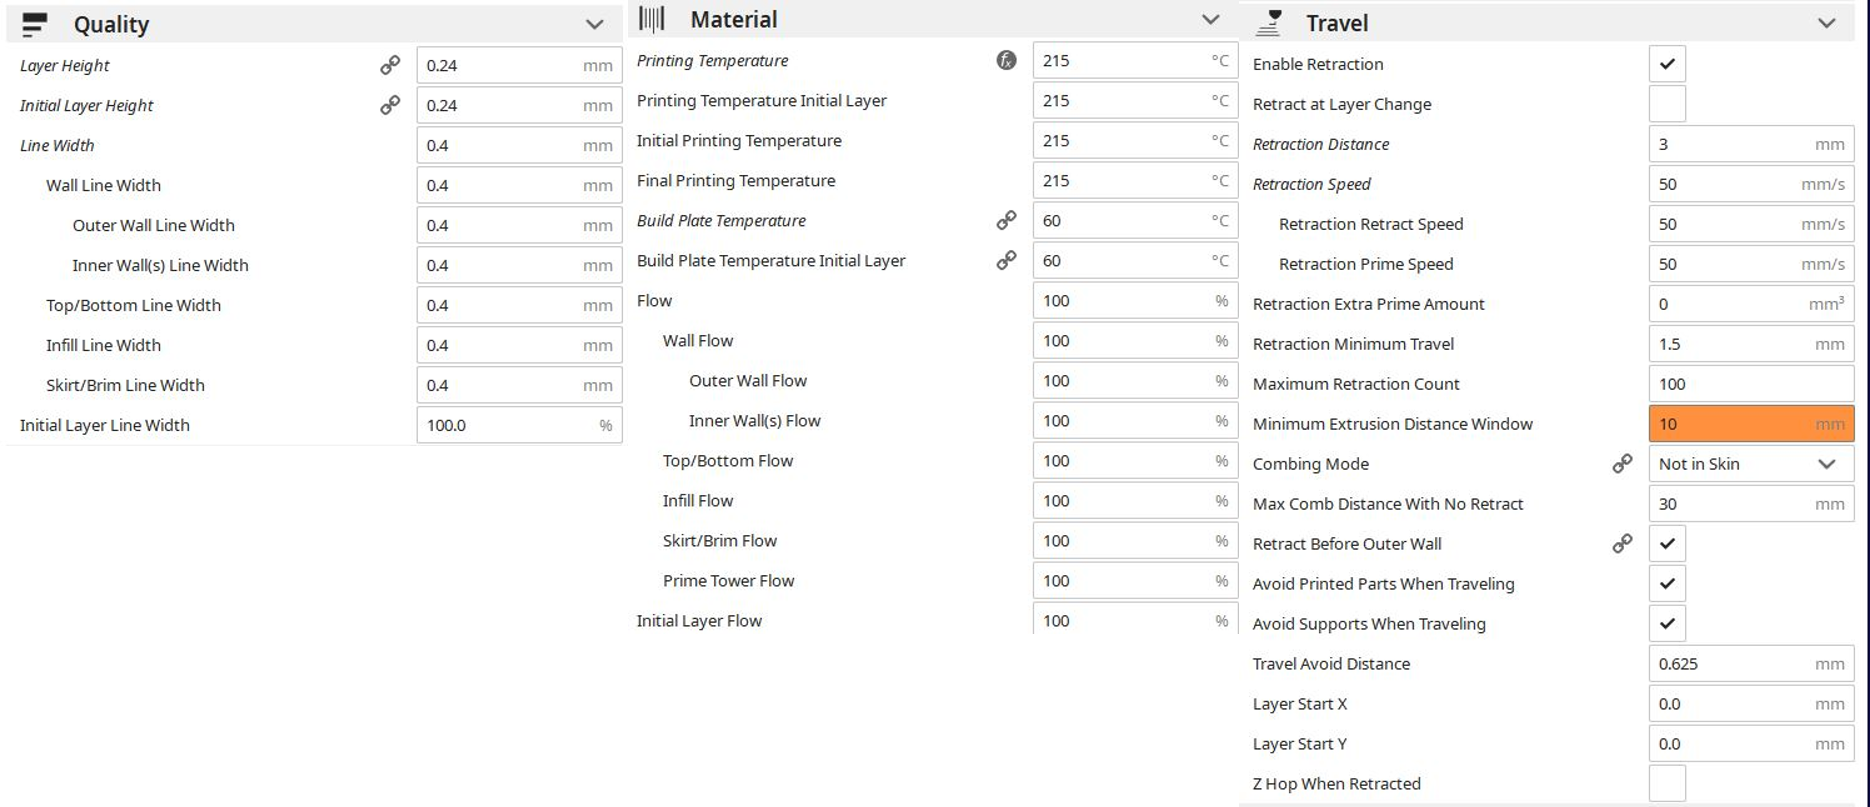 Quality
Layer Height 0.24 mm
Initial Layer Height 0.24 mm
Line Width 0.4 mm
Wall Line Width 0.4 mm
Outer Wall Line Width 0.4 mm
Inner Wall(s) Line Width 0.4 mm
Top/Bottom Line Width 0.4 mm
Infill Line Width 0.4 mm
Skirt/Brim Line Width 0.4 mm
Initial Layer Line Width 100.0 %
Material
Printing Temperature fx 215 °C
Printing Temperature Initial Layer 215 °C
Initial Printing Temperature 215 °C
Final Printing Temperature 215 °C
Build Plate Temperature 60 °C
Build Plate Temperature Initial Layer 60 °C
Flow 100 %
Wall Flow 100 %
Outer Wall Flow 100 %
Inner Wall(s) Flow 100 %
Top/Bottom Flow 100 %
Infill Flow 100 %
Skirt/Brim Flow 100 %
Prime Tower Flow 100 %
Initial Layer Flow 100 %
Travel
Enable Retraction
Retract at Layer Change
Retraction Distance 3 mm
Retraction Speed 50 mm/s
Retraction Retract Speed 50 mm/s
Retraction Prime Speed 50 mm/s
Retraction Extra Prime Amount 0 mm³
Retraction Minimum Travel 1.5 mm
Maximum Retraction Count 100
Minimum Extrusion Distance Window 10 mm
Combing Mode Not in Skin
Max Comb Distance With No Retract 30 mm
Retract Before Outer Wall
Avoid Printed Parts When Traveling
Avoid Supports When Traveling
Travel Avoid Distance 0.625 mm
Layer Start X 0.0 mm
Layer Start Y 0.0 mm
Z Hop When Retracted